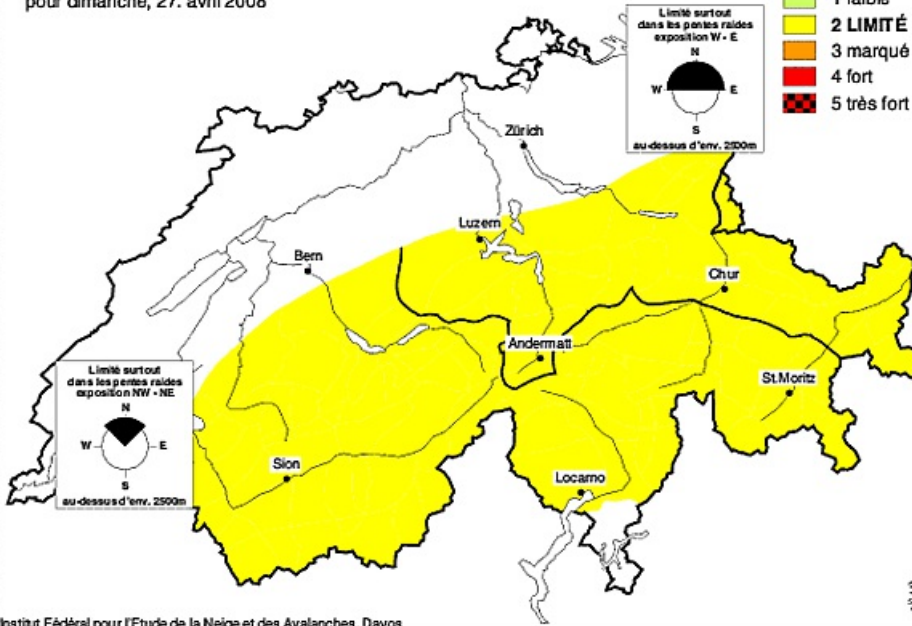 pour dimanche, 27. avril 2008
1 faible
2 LIMITÉ
3 marqué
4 fort
5 très fort
Limité surtout
dans les pentes raides
exposition W - E
N
W
E
S
au-dessus d'env. 2500m
Zürich
Luzern
Bern
Chur
Andermatt
St.Moritz
Sion
Locarno
Limité surtout
dans les pentes raides
exposition NW - NE
N
W
E
S
au-dessus d'env. 2500m
Institut Fédéral pour l'Etude de la Neige et des Avalanches, Davos